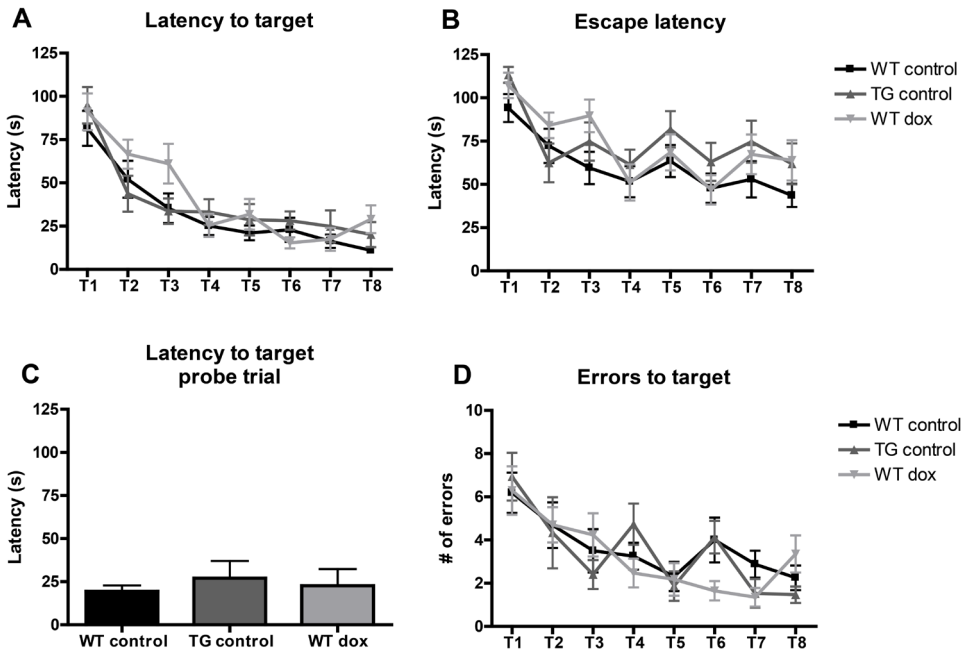 A
Latency to target
125
100
75
50
25
0
Latency (s)
T1 T2 T3 T4 T5 T6 T7 T8
B
Escape latency
125
100
75
50
25
0
Latency (s)
T1 T2 T3 T4 T5 T6 T7 T8
WT control
TG control
WT dox
C
Latency to target
probe trial
125
100
75
50
25
0
Latency (s)
WT control TG control WT dox
D
Errors to target
10
8
6
4
2
0
# of errors
T1 T2 T3 T4 T5 T6 T7 T8
WT control
TG control
WT dox